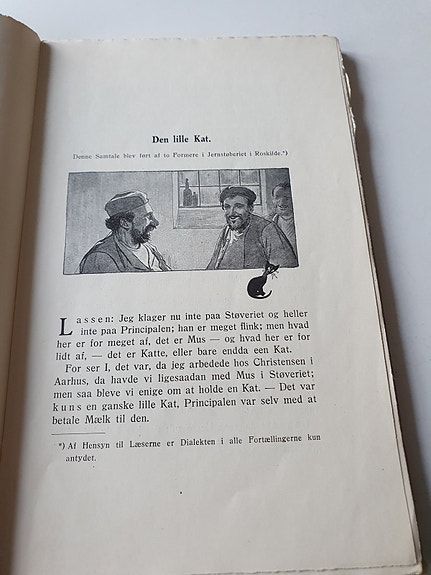 Den lille Kat.
Denne Samtale blev ført af to Formere i Jernstøberiet i Roskilde.*)
Lassen: Jeg klager nu inte paa Støveriet og heller
inte paa Principalen; han er meget flink; men hvad
her er for meget af, det er Mus — og hvad her er for
lidt af, — det er Katte, eller bare endda een Kat.
For ser I, det var, da jeg arbedede hos Christensen i
Aarhus, da havde vi ligesaadan med Mus i Støveriet;
men saa bleve vi enige om at holde en Kat. — Det var
kuns en ganske lille Kat, Principalen var selv med at
betale Mælk til den.
*) Af Hensyn til Læserne er Dialekten i alle Fortællingerne kun
antydet.